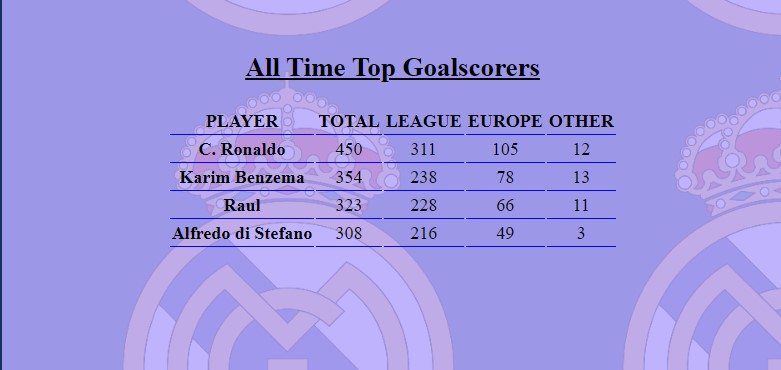 All Time Top Goalscorers
PLAYER TOTAL LEAGUE EUROPE OTHER
C. Ronaldo 450 311 105 12
Karim Benzema 354 238 78 13
Raul 323 228 66 11
Alfredo di Stefano 308 216 49 3